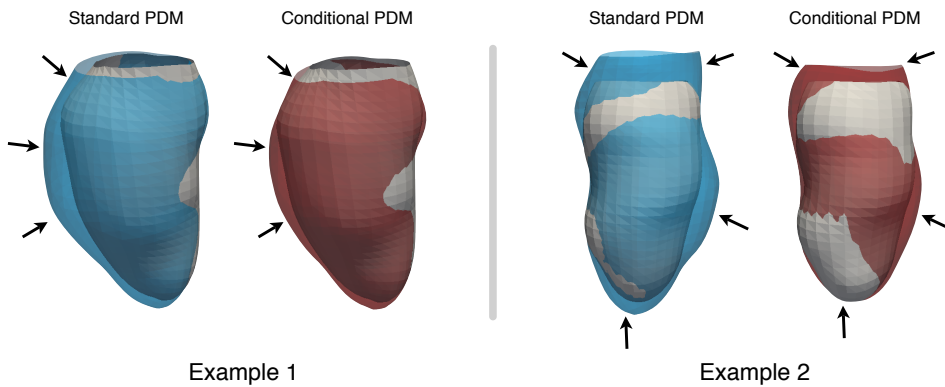 Standard PDM
Conditional PDM
Standard PDM
Conditional PDM
Example 1
Example 2